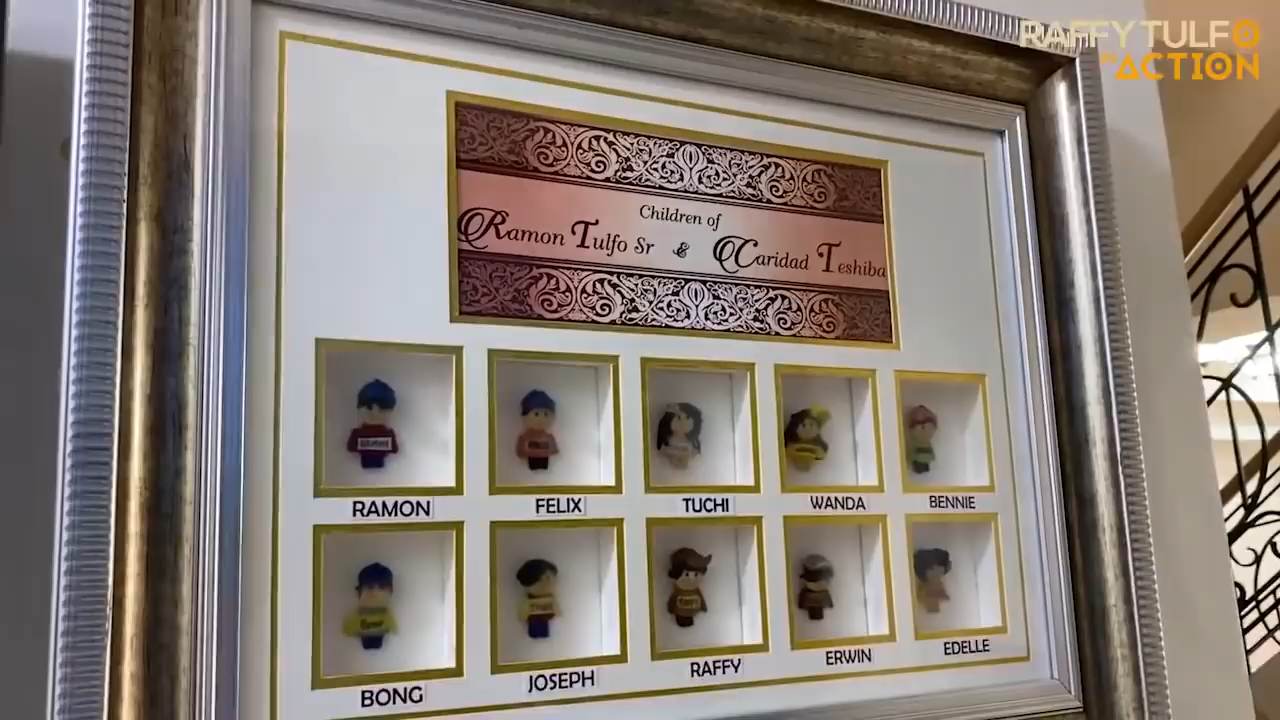 RAFFY TULFO
IN ACTION
Children of
Ramon Tulfo Sr & Caridad Teshiba
RAMON
FELIX
TUCHI
WANDA
BENNIE
BONG
JOSEPH
RAFFY
ERWIN
EDELLE